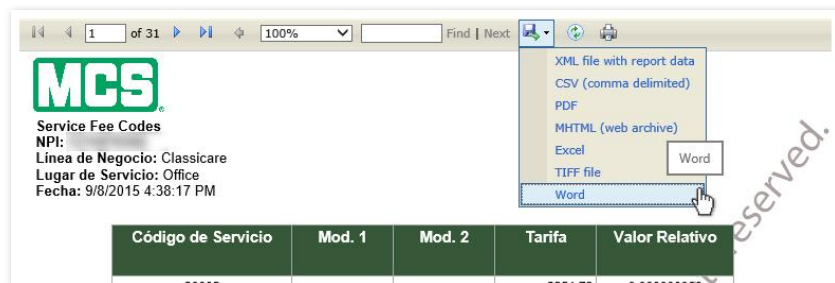 1 of 31 100% Find | Next
XML file with report data
CSV (comma delimited)
PDF
MHTML (web archive)
Excel
TIFF file
Word
Word
MCS
Service Fee Codes
NPI:
Línea de Negocio: Classicare
Lugar de Servicio: Office
Fecha: 9/8/2015 4:38:17 PM
Código de Servicio Mod. 1 Mod. 2 Tarifa Valor Relativo
eserved.